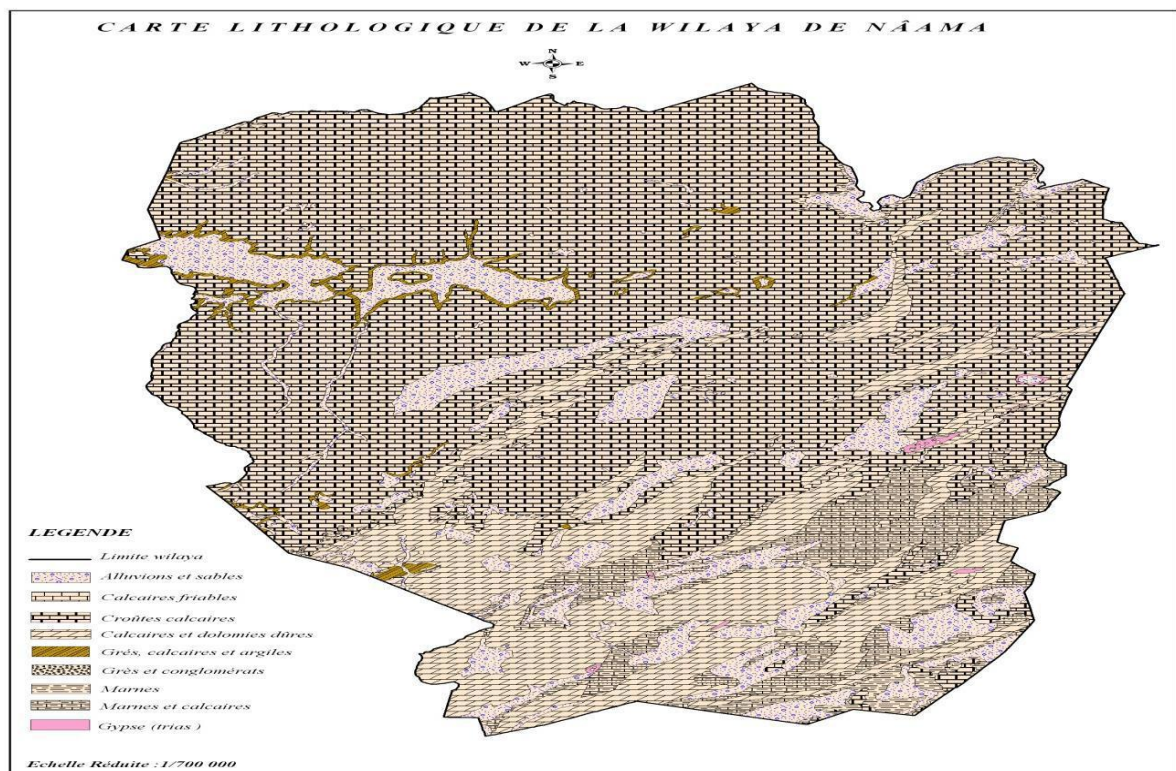 CARTE LITHOLOGIQUE DE LA WILAYA DE NÂAMA
N
W E
S
LEGENDE
Limite wilaya
Alluvions et sables
Calcaires friables
Croûtes calcaires
Calcaires et dolomies dûres
Grés, calcaires et argiles
Grès et conglomérats
Marnes
Marnes et calcaires
Gypse (trias )
Echelle Réduite : 1/700 000